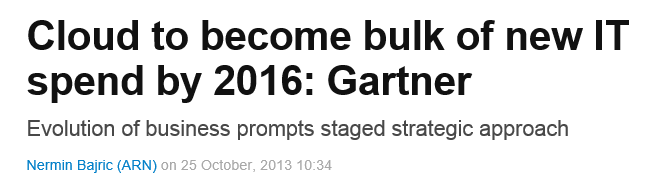 Cloud to become bulk of new IT
spend by 2016: Gartner
Evolution of business prompts staged strategic approach
Nermin Bajric (ARN) on 25 October, 2013 10:34